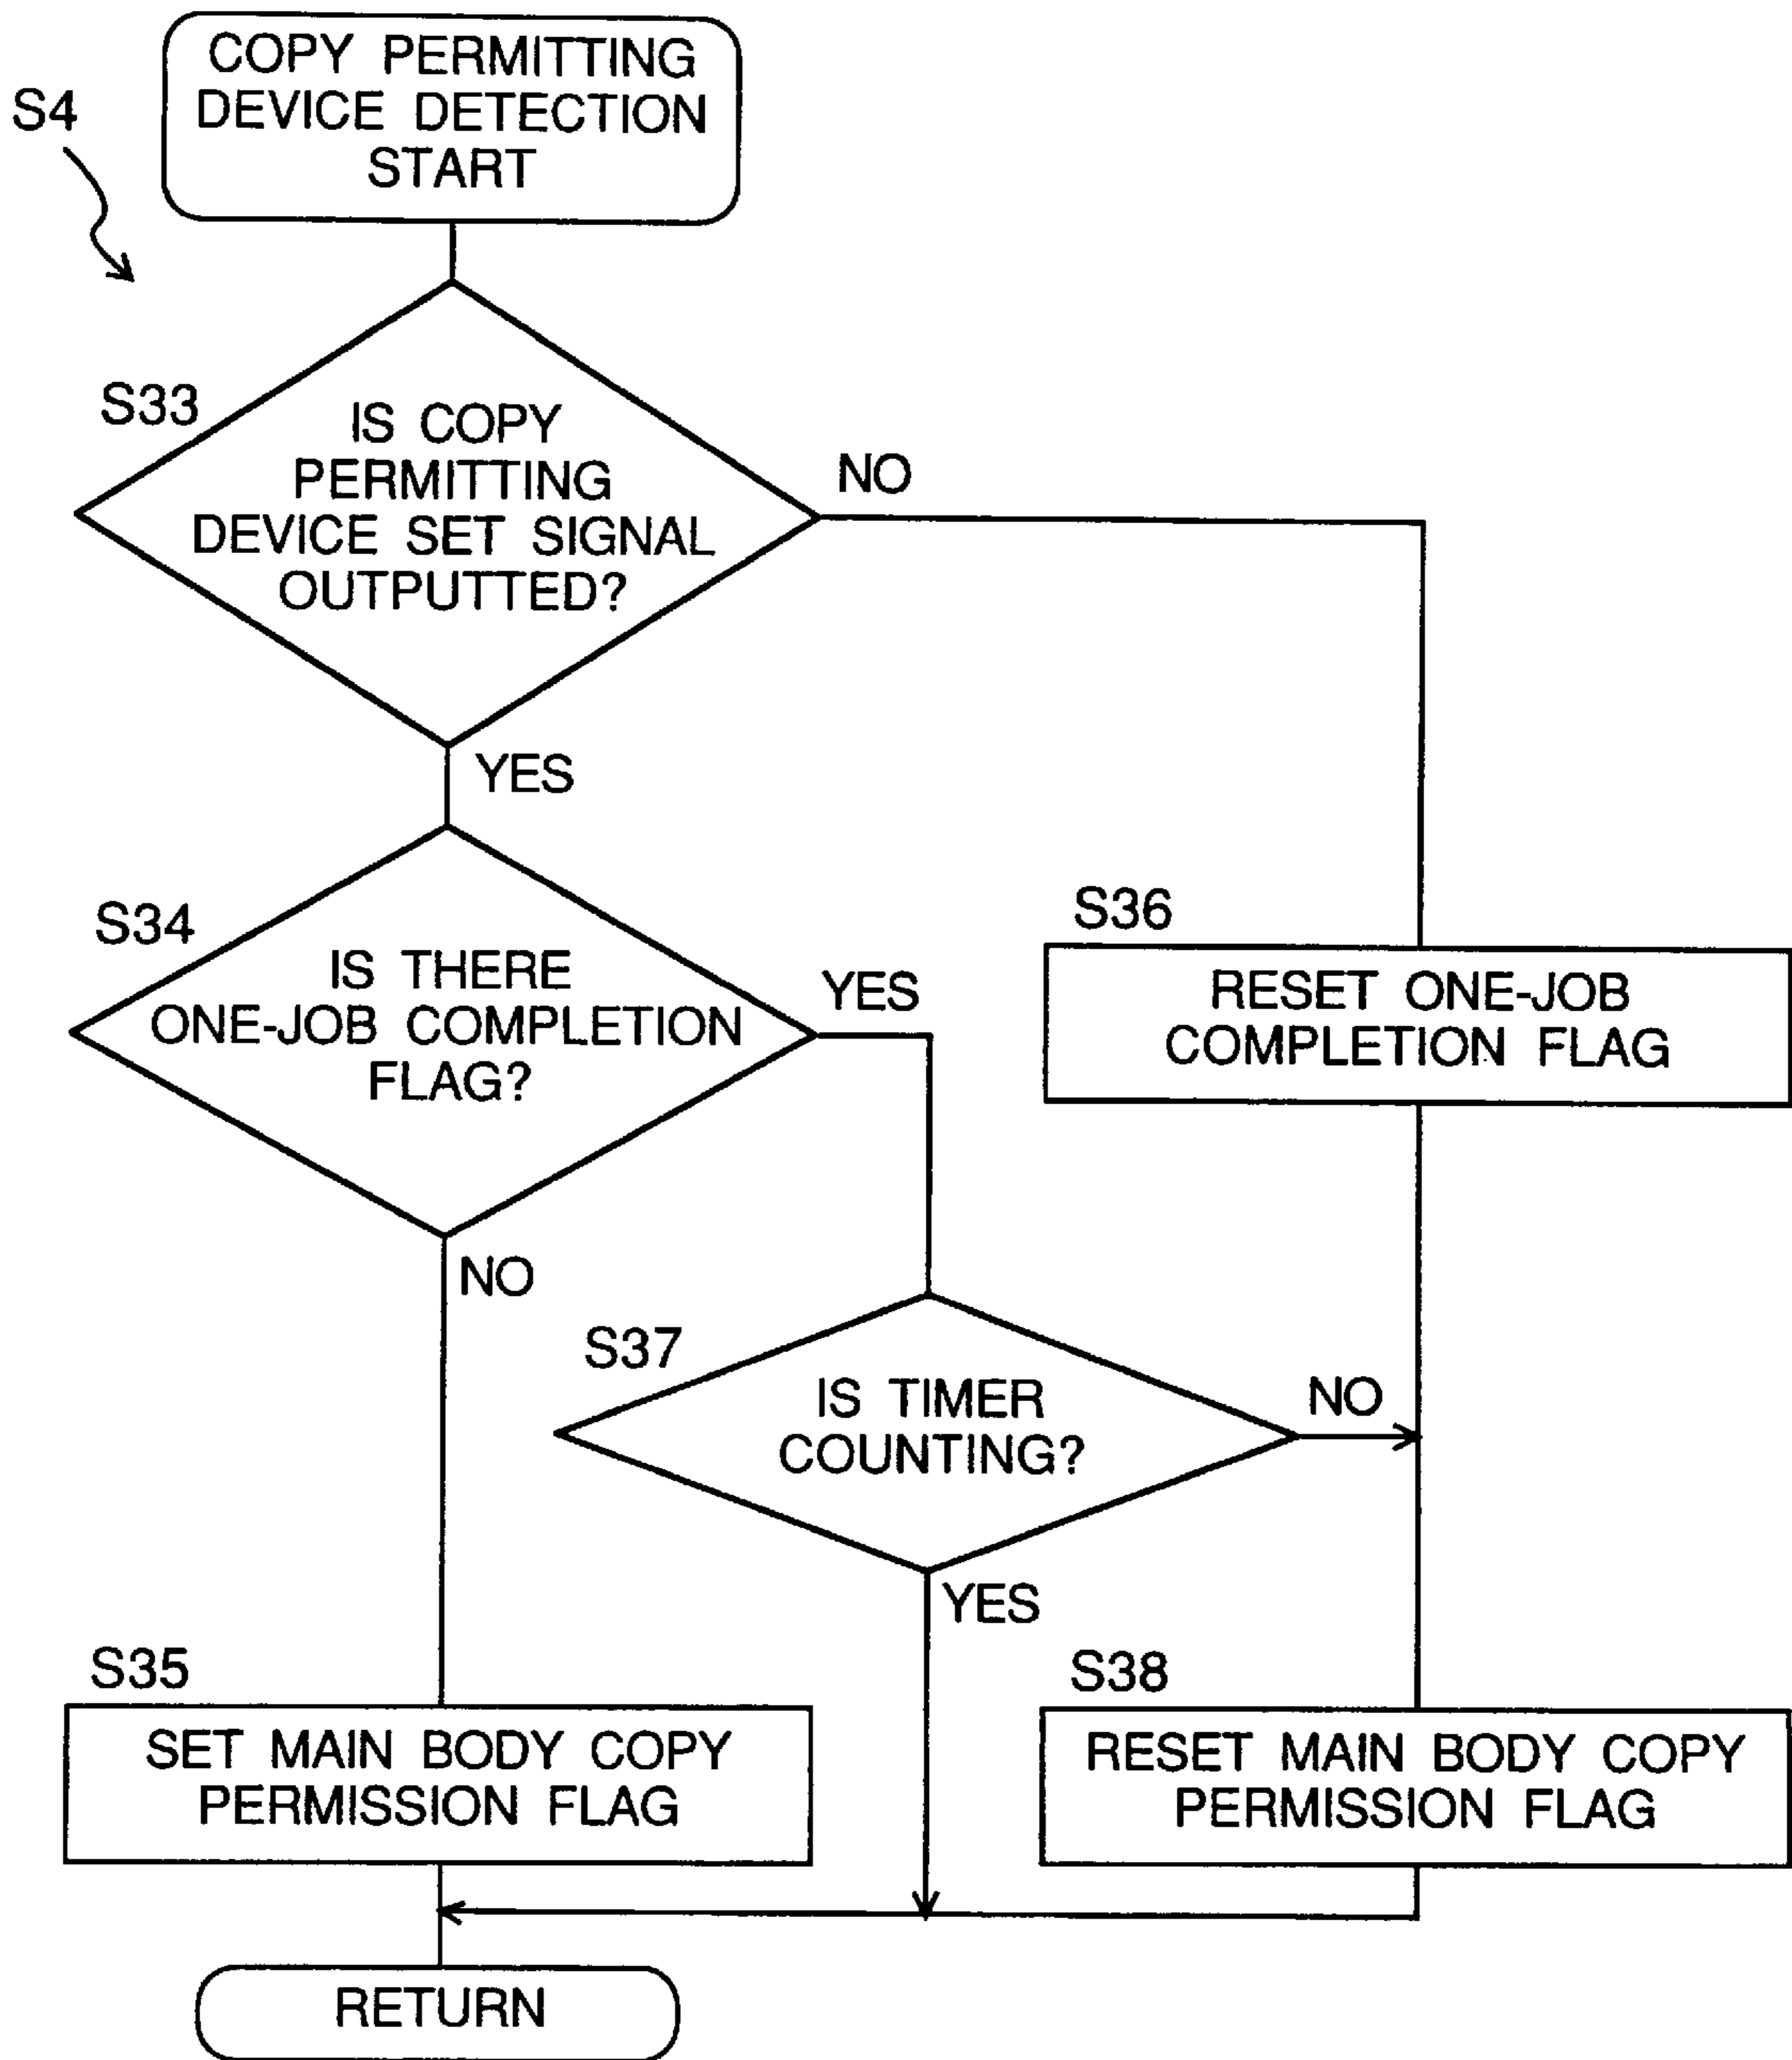 COPY PERMITTING
DEVICE DETECTION
START
S4
S33
IS COPY
PERMITTING
DEVICE SET SIGNAL
OUTPUTTED?
NO
YES
S34
IS THERE
ONE-JOB COMPLETION
FLAG?
YES
NO
S36
RESET ONE-JOB
COMPLETION FLAG
S37
IS TIMER
COUNTING?
NO
YES
S35
SET MAIN BODY COPY
PERMISSION FLAG
S38
RESET MAIN BODY COPY
PERMISSION FLAG
RETURN